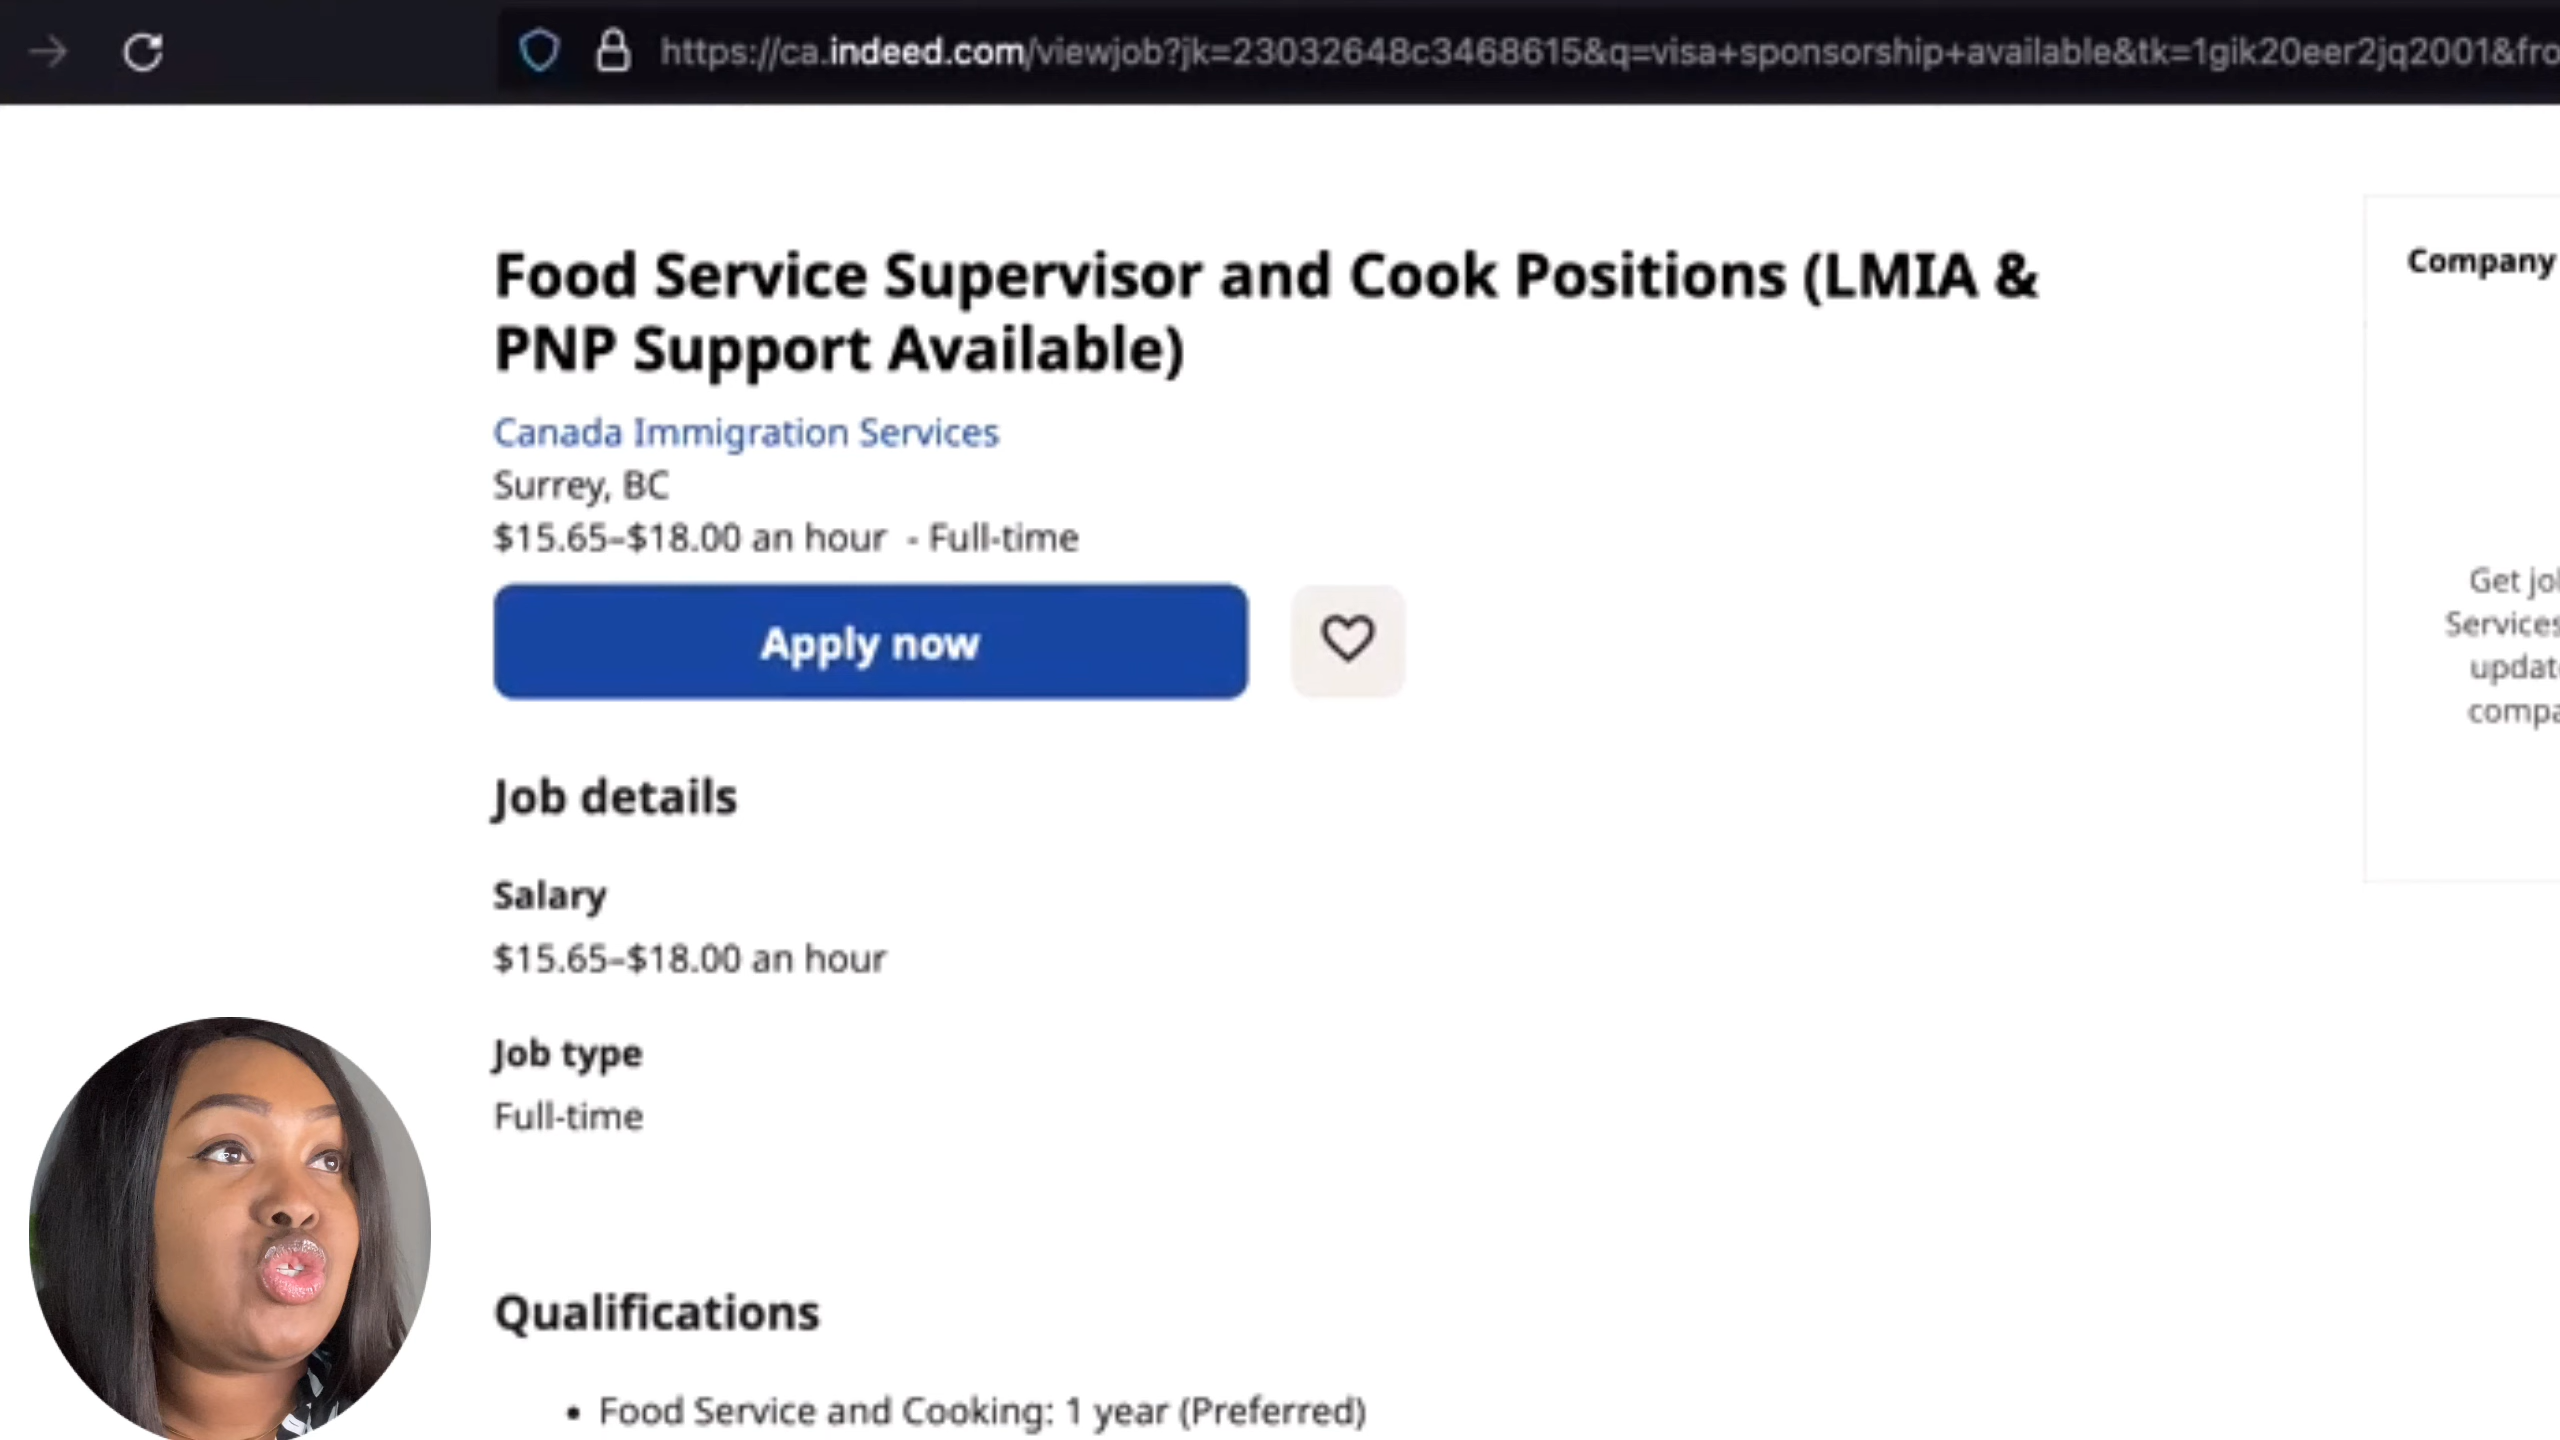 https://ca.indeed.com/viewjob?jk=23032648c3468615&q=visa+sponsorship+available&tk=1gik20eer2jq2001&fro
Food Service Supervisor and Cook Positions (LMIA &
PNP Support Available)
Canada Immigration Services
Surrey, BC
$15.65–$18.00 an hour - Full-time
Apply now
Job details
Salary
$15.65–$18.00 an hour
Job type
Full-time
Qualifications
• Food Service and Cooking: 1 year (Preferred)
Company
Get
Services